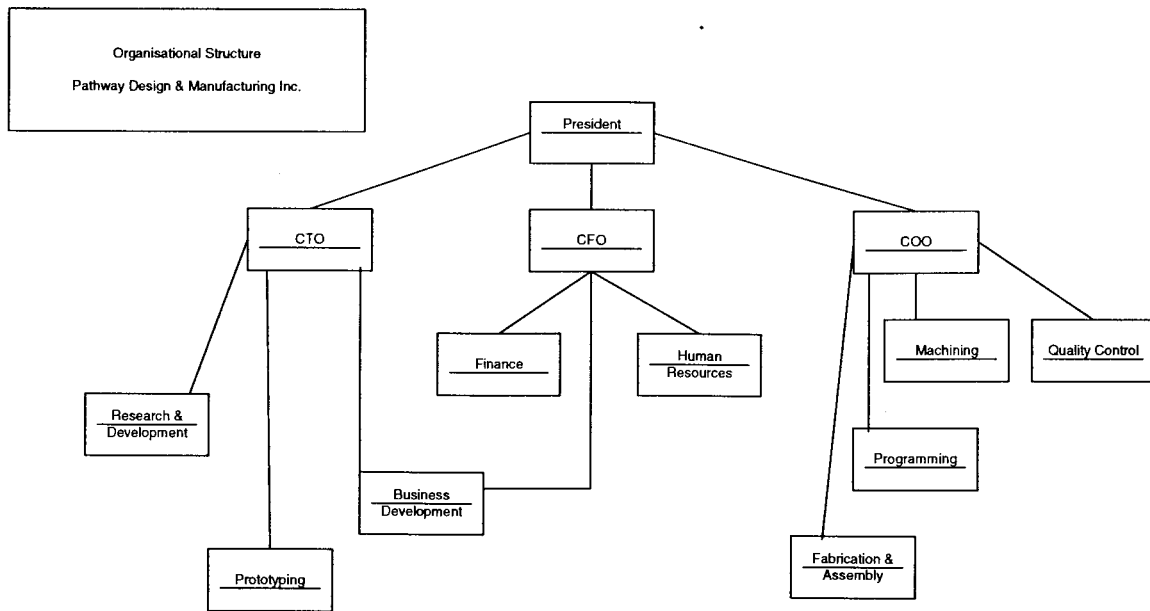 Organisational Structure
Pathway Design & Manufacturing Inc.
President
CTO
CFO
COO
Finance
Human
Resources
Machining
Quality Control
Research &
Development
Programming
Business
Development
Prototyping
Fabrication &
Assembly